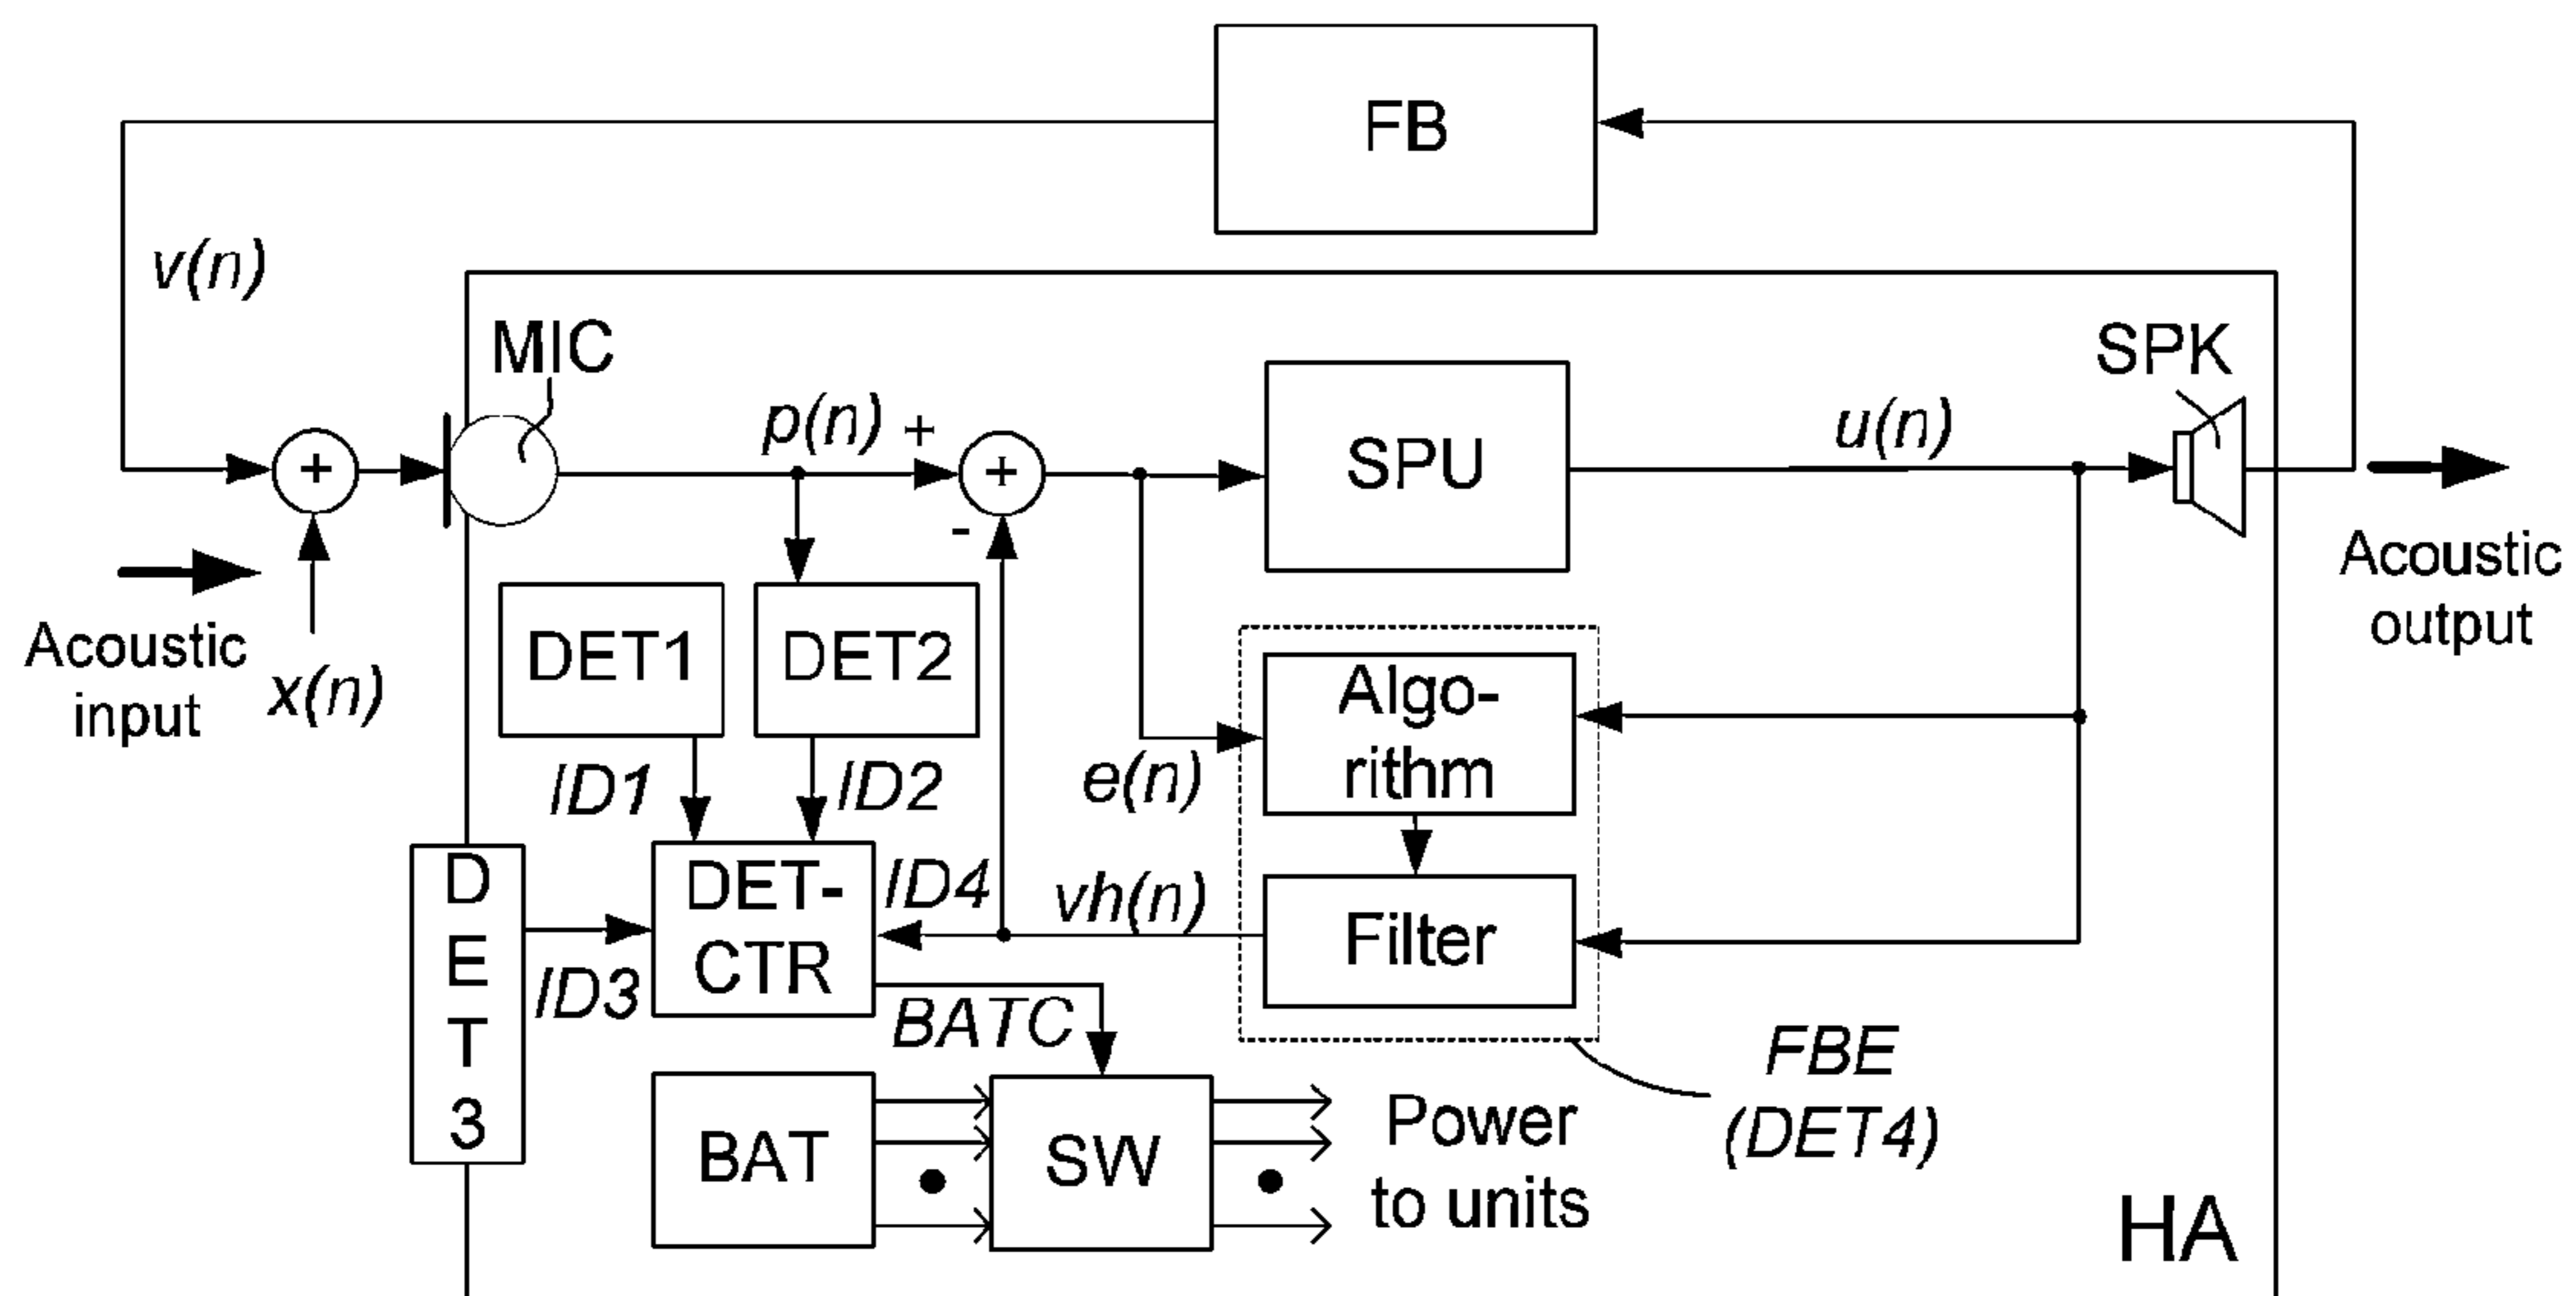 FB
v(n)
MIC
SPK
p(n)
+
u(n)
+
+
SPU
-
Acoustic
output
Acoustic
input
x(n)
DET1
DET2
Algo-
rithm
e(n)
ID1
ID2
DET3
DET-
CTR
ID4
vh(n)
Filter
ID3
BATC
FBE
(DET4)
BAT
SW
Power
to units
HA